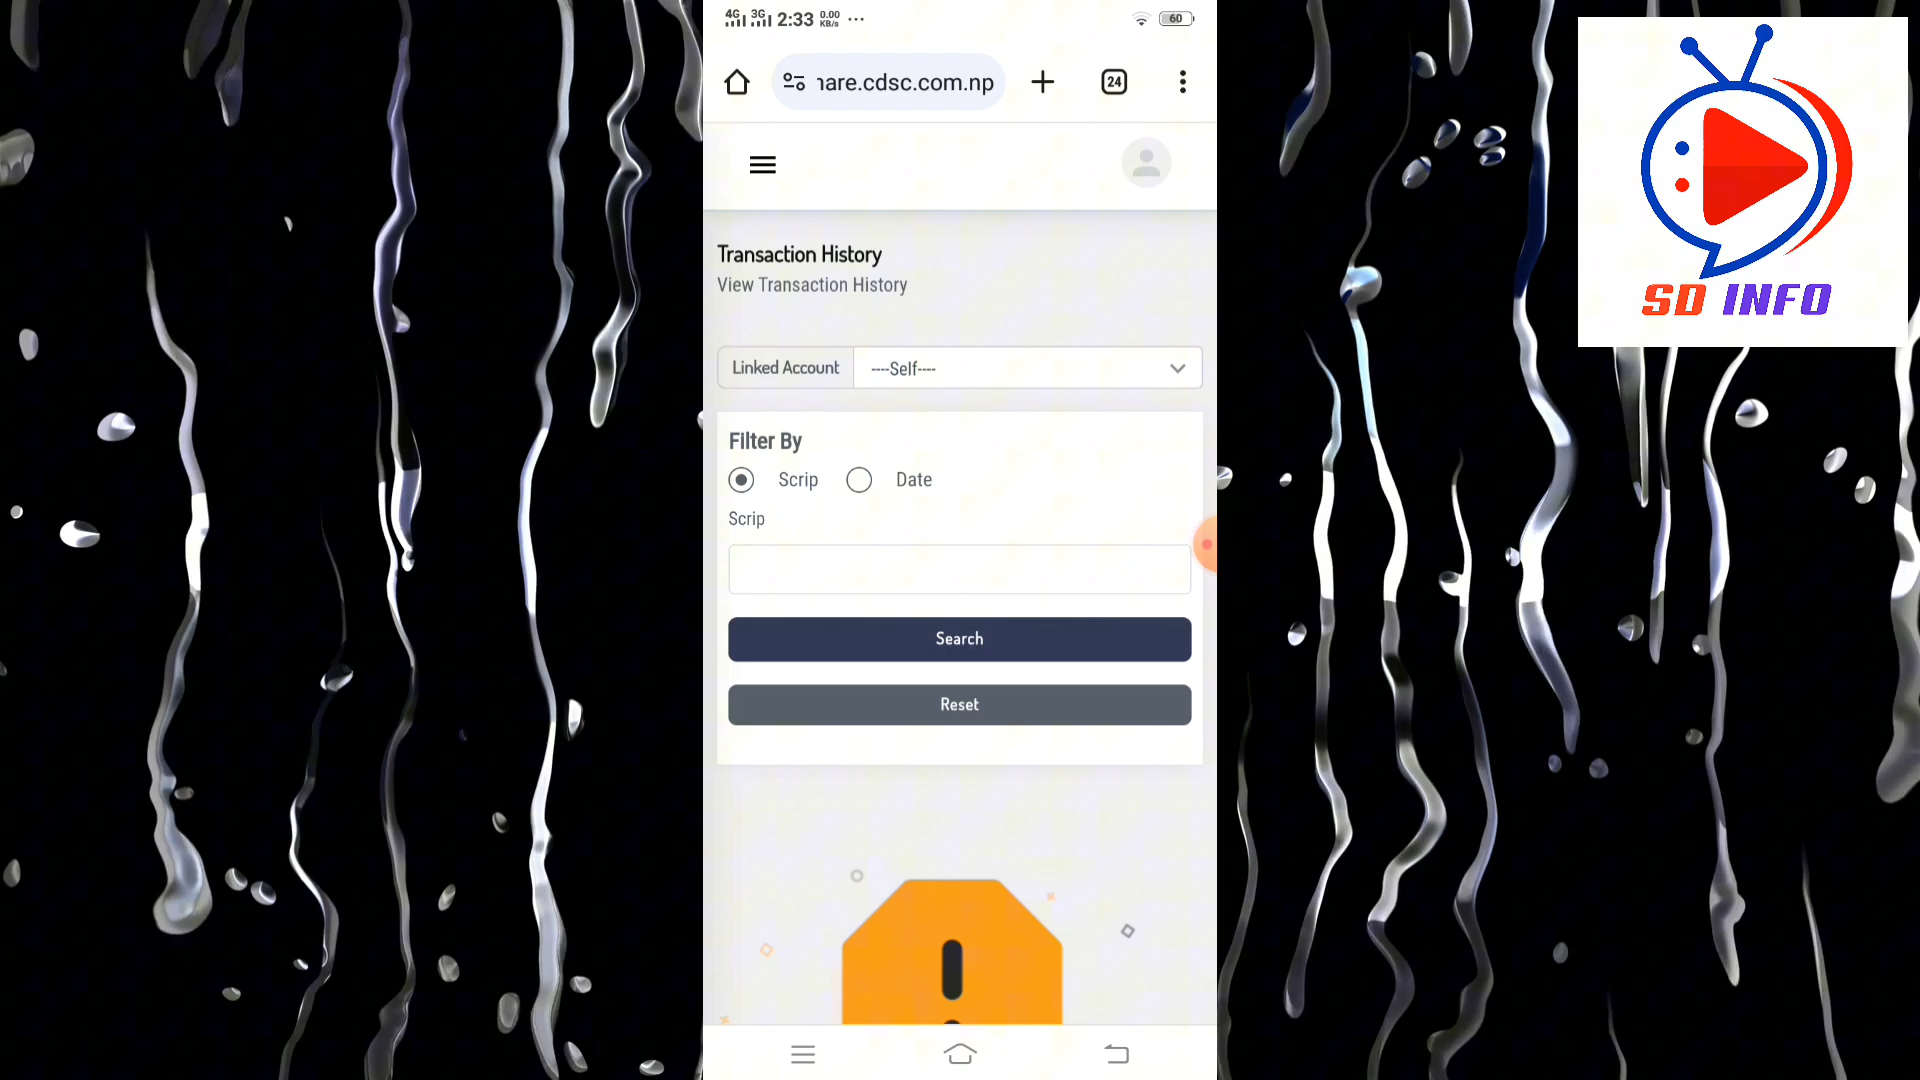 4G 3G 2:33 0.00 KB/s ... 60
hare.cdsc.com.np 24
Transaction History
View Transaction History
Linked Account ----Self----
Filter By
Scrip Date
Scrip
Search
Reset
SD INFO